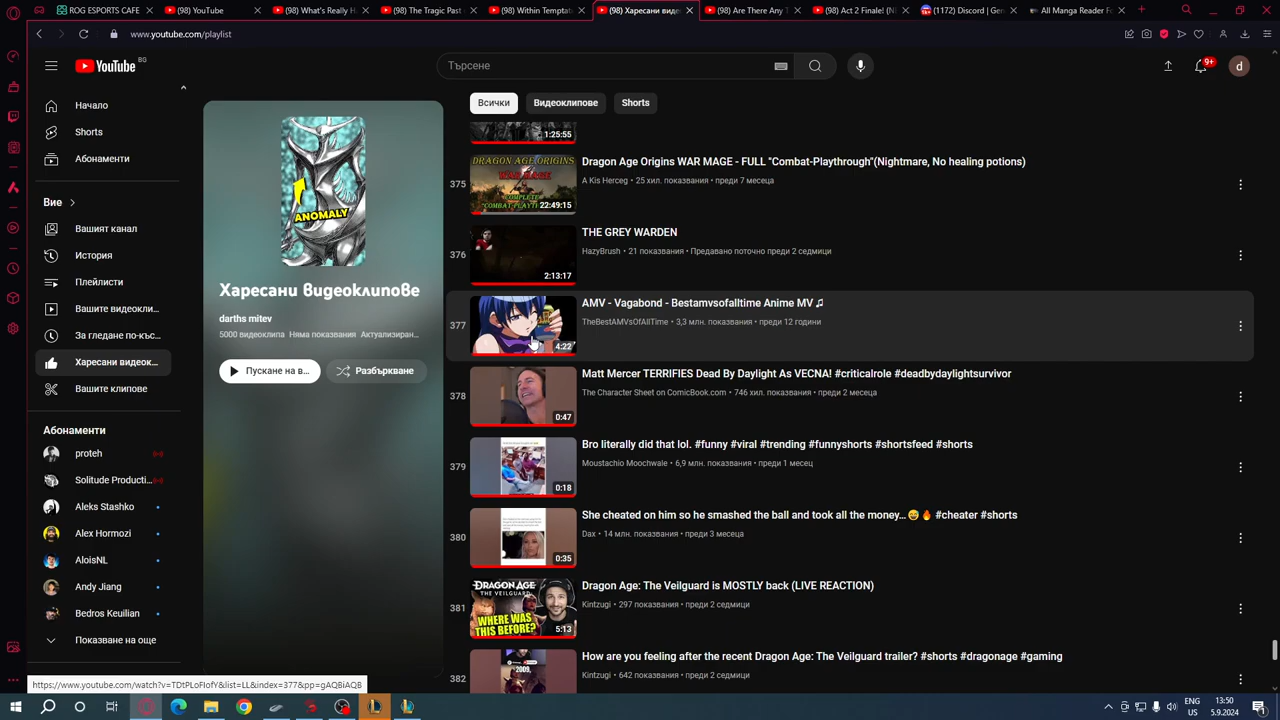 ROG ESPORTS CAFE
(98) YouTube
(98) What's Really H
(98) The Tragic Past
(98) Within Temptat
(98) Харесани видео
(98) Are There Any T
(98) Act 2 Finale! (N
(1172) Discord | Gen
All Manga Reader Fo
www.youtube.com/playlist
YouTube BG
Търсене
9+
d
Начало
Shorts
Абонаменти
Вие
Вашият канал
История
Плейлисти
Вашите видеокли...
За гледане по-къс...
Харесани видеок...
Вашите клипове
Абонаменти
poreh
Solitude Producti...
Aleks Stashko
Alex Hormozi
AloisNL
Andy Jiang
Bedros Keuilian
Показване на още
ANOMALY
Харесани видеоклипове
darths mitev
5000 видеоклипа Няма показвания Актуализиран...
Пускане на в...
Разбъркване
Всички
Видеоклипове
Shorts
1:25:55
375
DRAGON AGE ORIGINS
WAR MAGE
COMPLETE
22:49:15
Dragon Age Origins WAR MAGE - FULL "Combat-Playthrough"(Nightmare, No healing potions)
A Kis Herceg • 25 хил. показвания • преди 7 месеца
376
2:13:17
THE GREY WARDEN
HazyBrush • 21 показвания • Предавано поточно преди 2 седмици
377
4:22
AMV - Vagabond - Bestamvsofalltime Anime MV ♫
TheBestAMVsOfAllTime • 3,3 млн. показвания • преди 12 години
378
0:47
Matt Mercer TERRIFIES Dead By Daylight As VECNA! #criticalrole #deadbydaylightsurvivor
The Character Sheet on ComicBook.com • 746 хил. показвания • преди 2 месеца
379
0:18
Bro literally did that lol. #funny #viral #trending #funnyshorts #shortsfeed #shorts
Moustachio Moochwale • 6,9 млн. показвания • преди 1 месец
380
0:35
She cheated on him so he smashed the ball and took all the money...😅🔥 #cheater #shorts
Dax • 14 млн. показвания • преди 3 месеца
381
DRAGON AGE
THE VEILGUARD
WHERE WAS
THIS BEFORE?
5:13
Dragon Age: The Veilguard is MOSTLY back (LIVE REACTION)
Kintzugi • 297 показвания • преди 2 седмици
382
2009,
How are you feeling after the recent Dragon Age: The Veilguard trailer? #shorts #dragonage #gaming
Kintzugi • 642 показвания • преди 2 седмици
https://www.youtube.com/watch?v=TDtPLoFIofY&list=LL&index=377&pp=gAQBiAQB
ENG
INS
13:50
5.9.2024